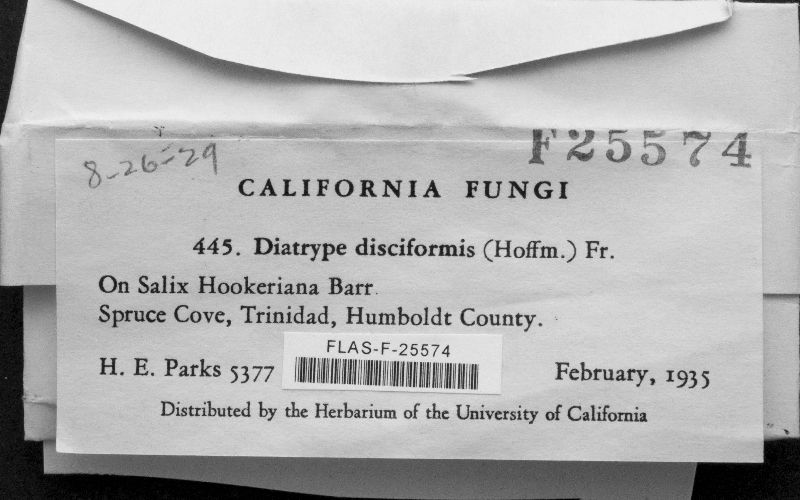 F25574
8-26-29
CALIFORNIA FUNGI
445. Diatrype disciformis (Hoffm.) Fr.
On Salix Hookeriana Barr.
Spruce Cove, Trinidad, Humboldt County.
FLAS-F-25574
H. E. Parks 5377
February, 1935
Distributed by the Herbarium of the University of California